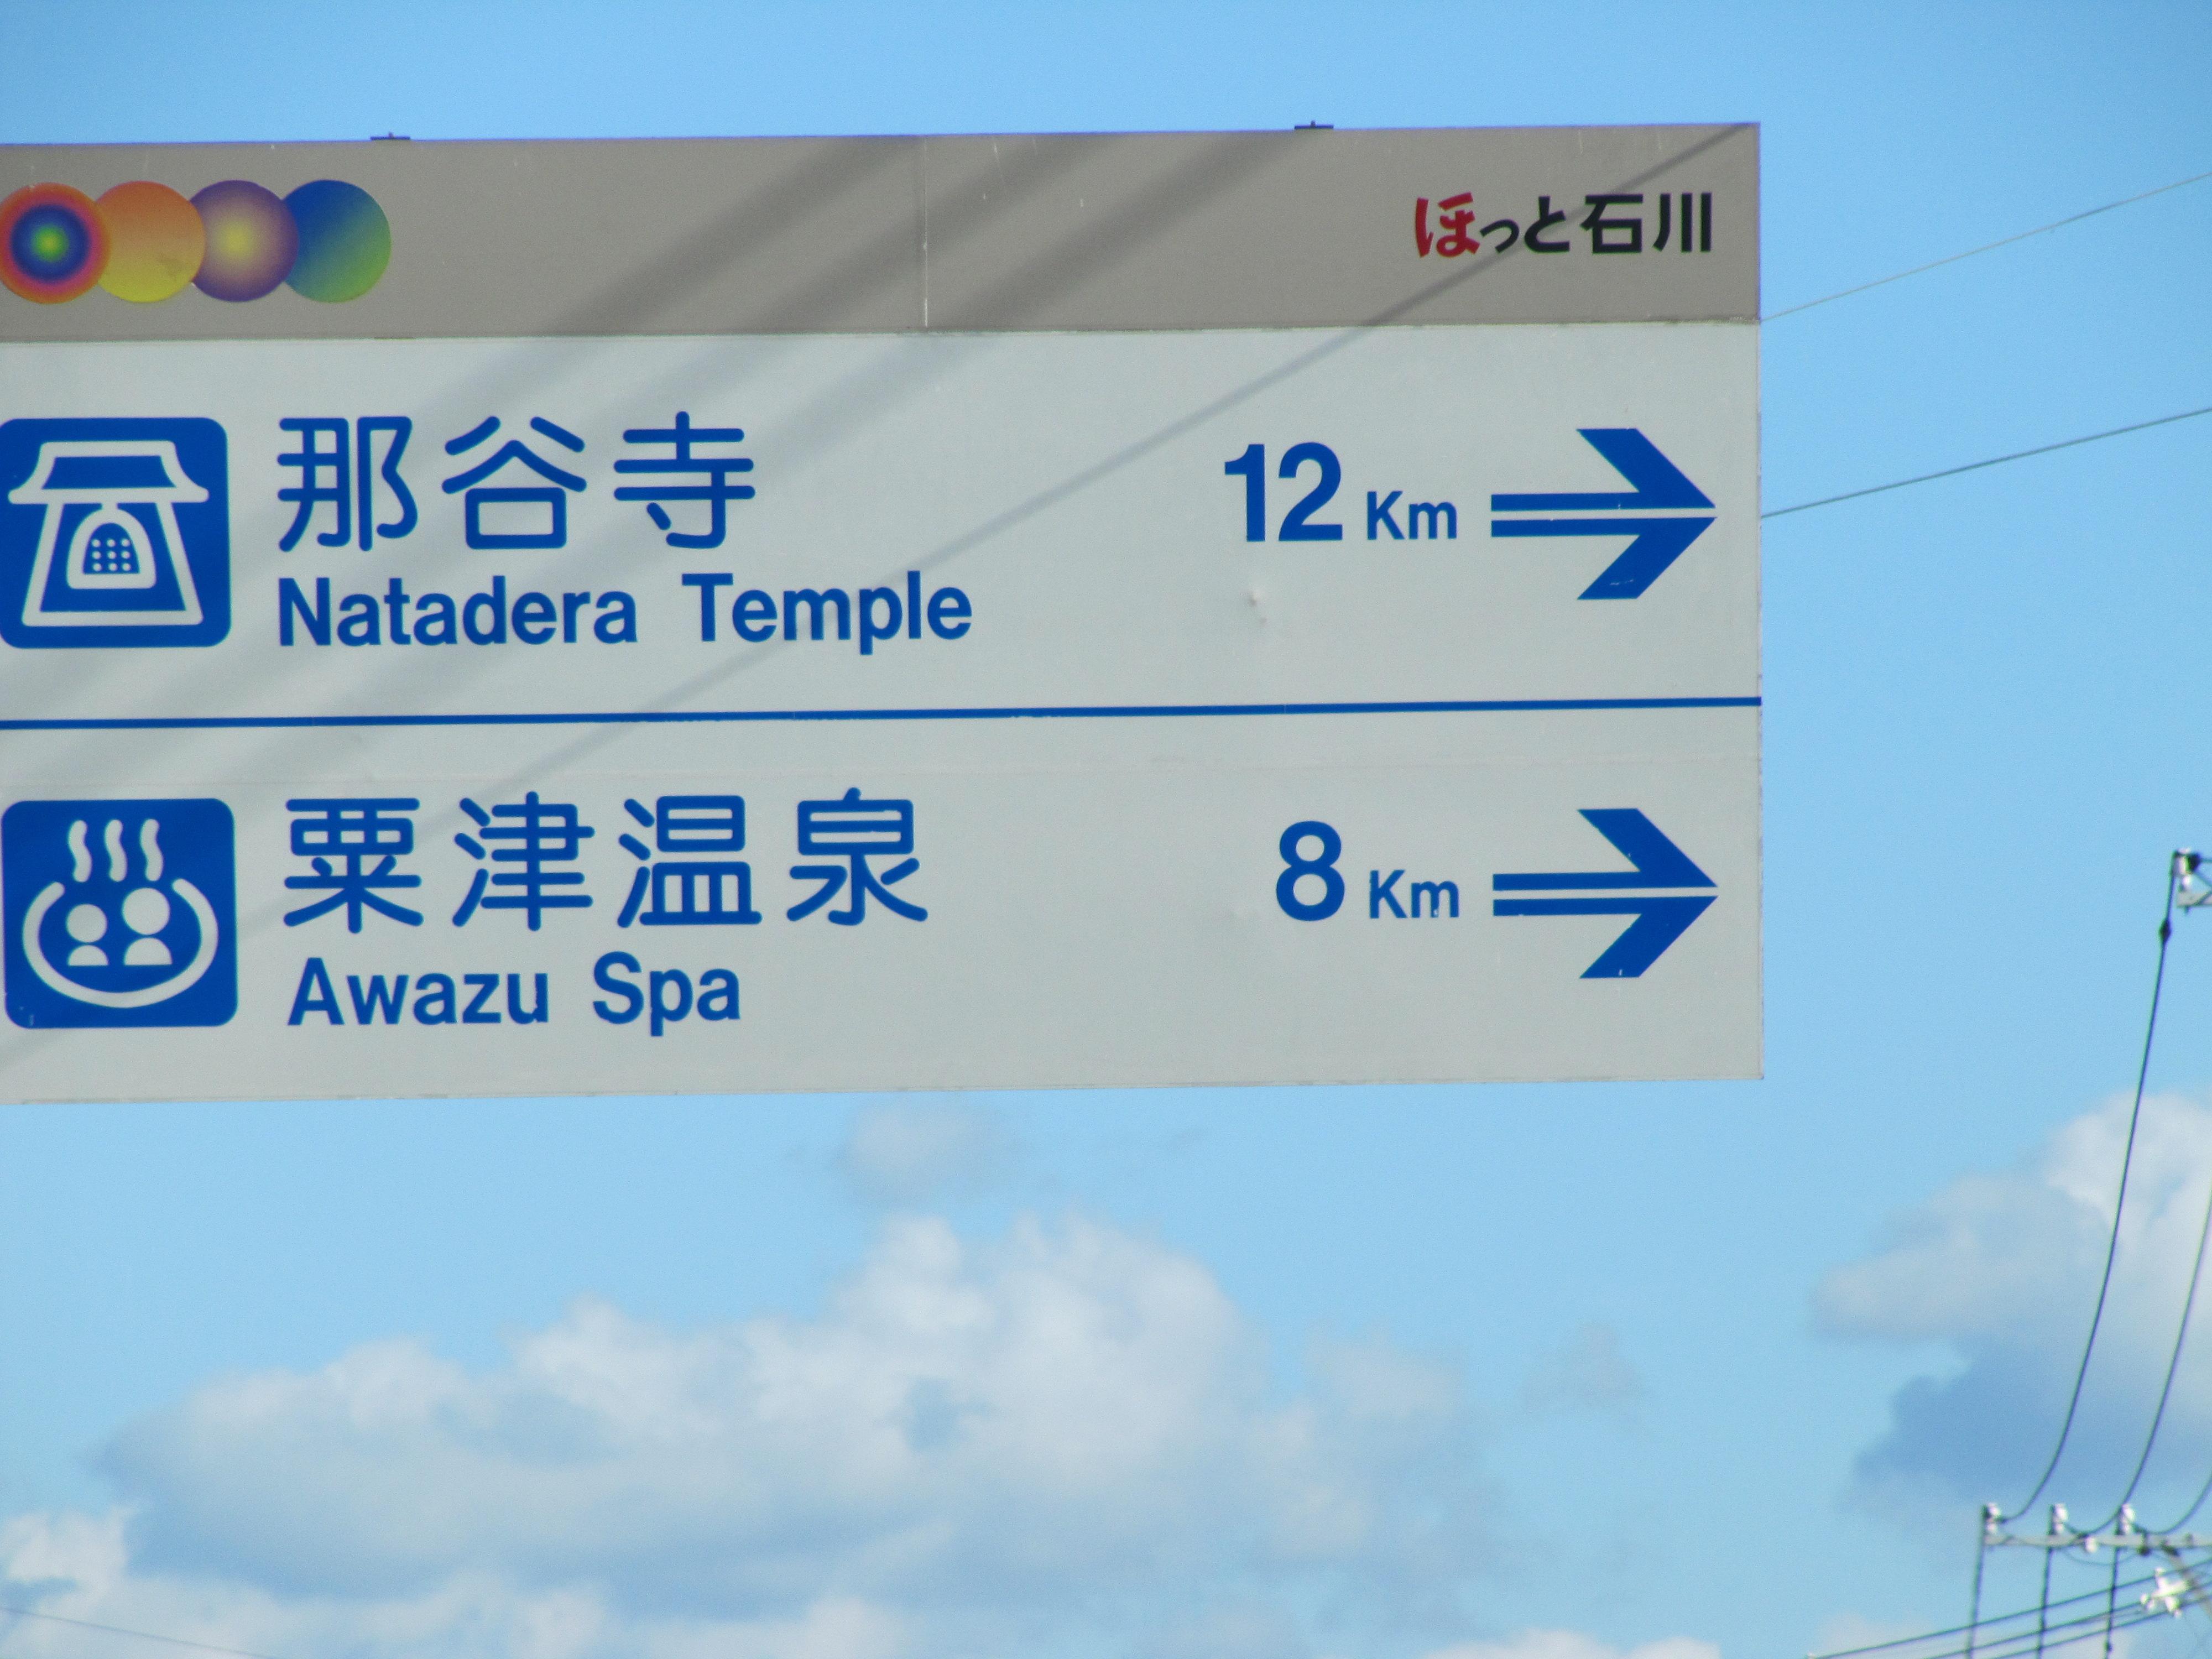 ほっと石川
那谷寺 12 Km
Natadera Temple
粟津温泉 8 Km
Awazu Spa